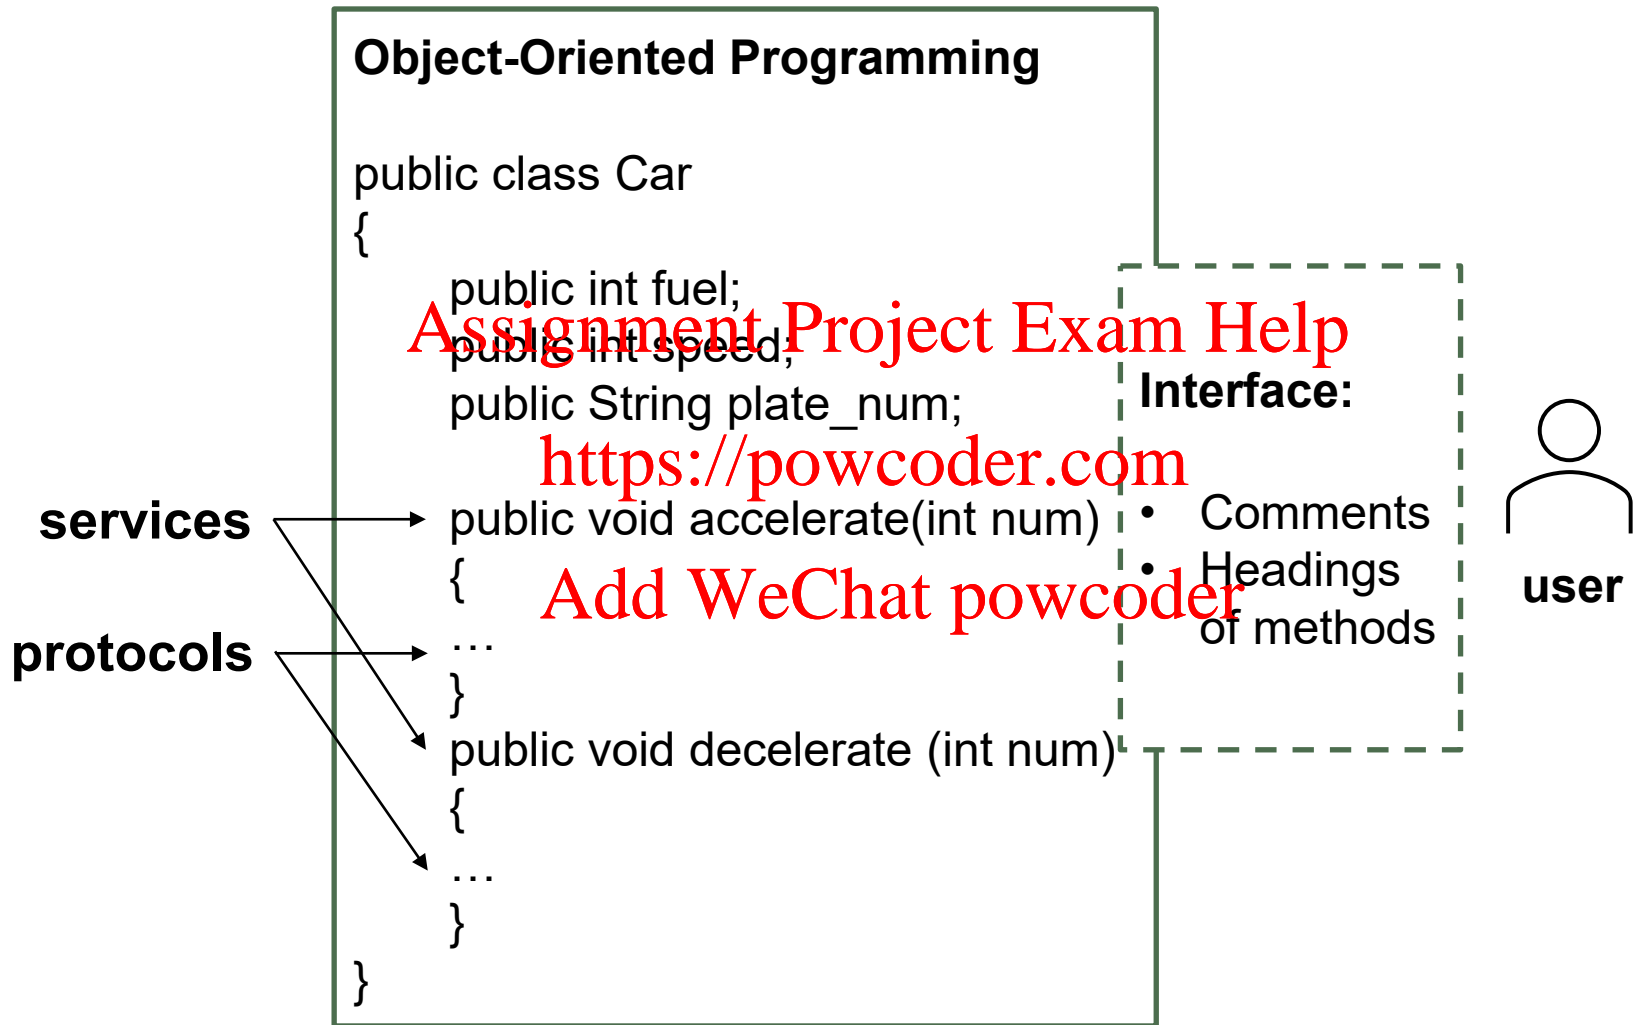 Object-Oriented Programming
public class Car
{
public int fuel;
public int speed;
public String plate_num;
public void accelerate(int num)
{
…
}
public void decelerate (int num)
{
…
}
}
services
protocols
Interface:
• Comments
• Headings
of methods
user
Assignment Project Exam Help
https://powcoder.com
Add WeChat powcoder